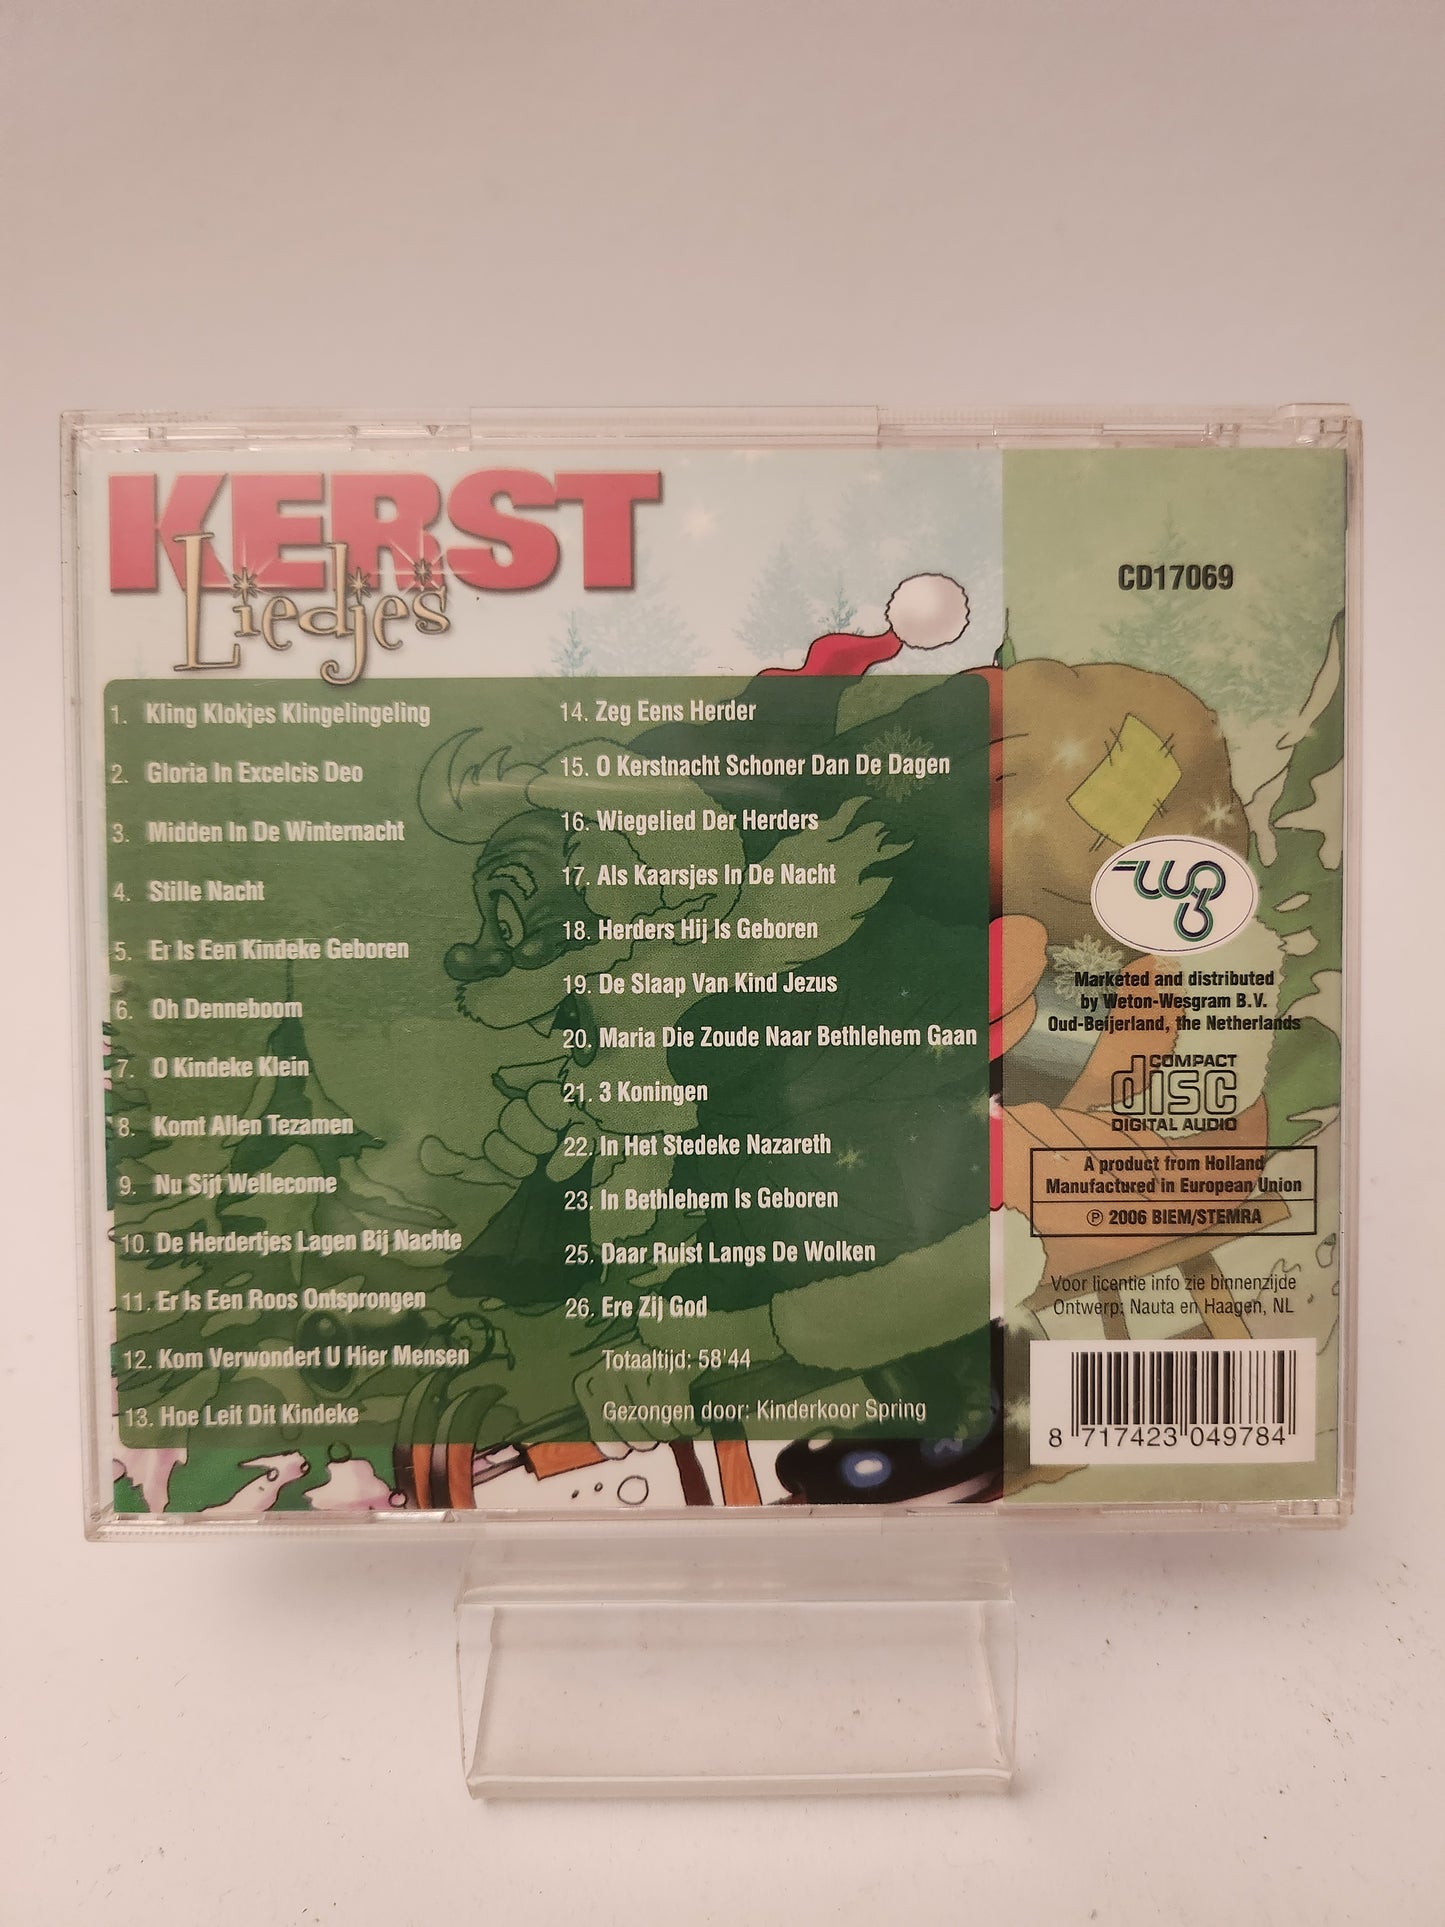 KERST
Liedjes
1. Kling Klokjes Klingelingeling
2. Gloria In Excelcis Deo
3. Midden In De Winternacht
4. Stille Nacht
5. Er Is Een Kindeke Geboren
6. Oh Denneboom
7. O Kindeke Klein
8. Komt Allen Tezamen
9. Nu Sijt Wellecome
10. De Herdertjes Lagen Bij Nachte
11. Er Is Een Roos Ontsprongen
12. Kom Verwondert U Hier Mensen
13. Hoe Leit Dit Kindeke
14. Zeg Eens Herder
15. O Kerstnacht Schoner Dan De Dagen
16. Wiegelied Der Herders
17. Als Kaarsjes In De Nacht
18. Herders Hij Is Geboren
19. De Slaap Van Kind Jezus
20. Maria Die Zoude Naar Bethlehem Gaan
21. 3 Koningen
22. In Het Stedeke Nazareth
23. In Bethlehem Is Geboren
25. Daar Ruist Langs De Wolken
26. Ere Zij God
Totaaltijd: 58'44
Gezongen door: Kinderkoor Spring
CD17069
Marketed and distributed
by Weton-Wesgram B.V.
Oud-Beijerland, the Netherlands
COMPACT
disc
DIGITAL AUDIO
A product from Holland
Manufactured in European Union
℗ 2006 BIEM/STEMRA
Voor licentie info zie binnenzijde
Ontwerp: Nauta en Haagen, NL
8 717423 049784